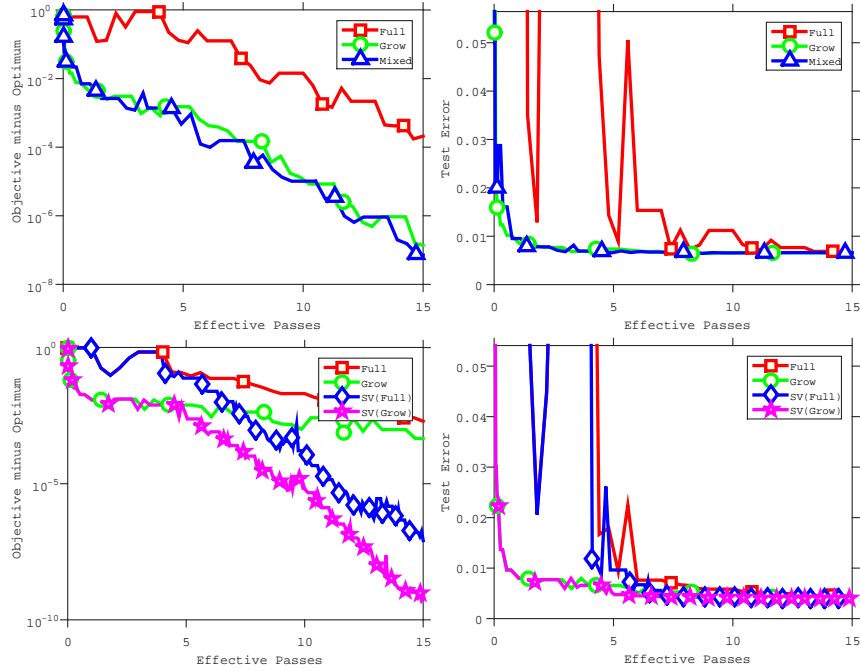 Objective minus Optimum
10^0
10^-2
10^-4
10^-6
10^-8
0
5
10
15
Effective Passes
Full
Grow
Mixed
Test Error
0.05
0.04
0.03
0.02
0.01
0
0
5
10
15
Effective Passes
Full
Grow
Mixed
Objective minus Optimum
10^0
10^-5
10^-10
0
5
10
15
Effective Passes
Full
Grow
SV(Full)
SV(Grow)
Test Error
0.05
0.04
0.03
0.02
0.01
0
0
5
10
15
Effective Passes
Full
Grow
SV(Full)
SV(Grow)